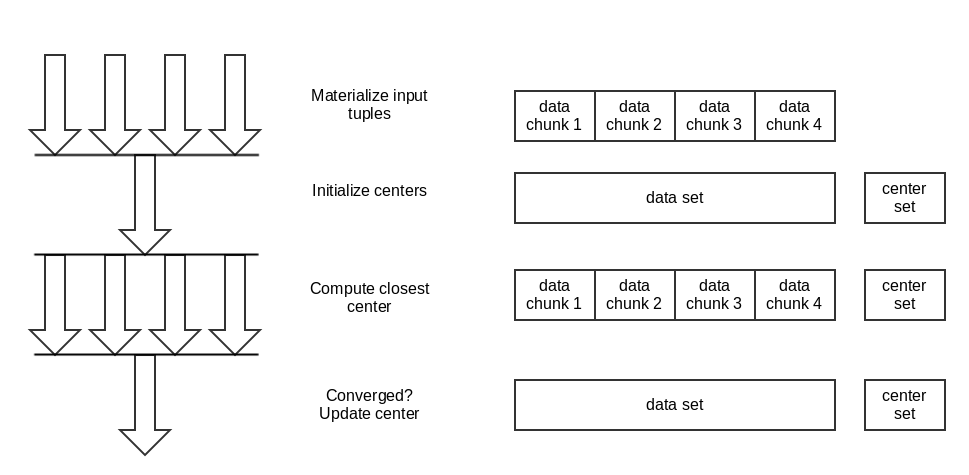 Materialize input
tuples
data
chunk 1
data
chunk 2
data
chunk 3
data
chunk 4
Initialize centers
data set
center
set
Compute closest
center
data
chunk 1
data
chunk 2
data
chunk 3
data
chunk 4
center
set
Converged?
Update center
data set
center
set